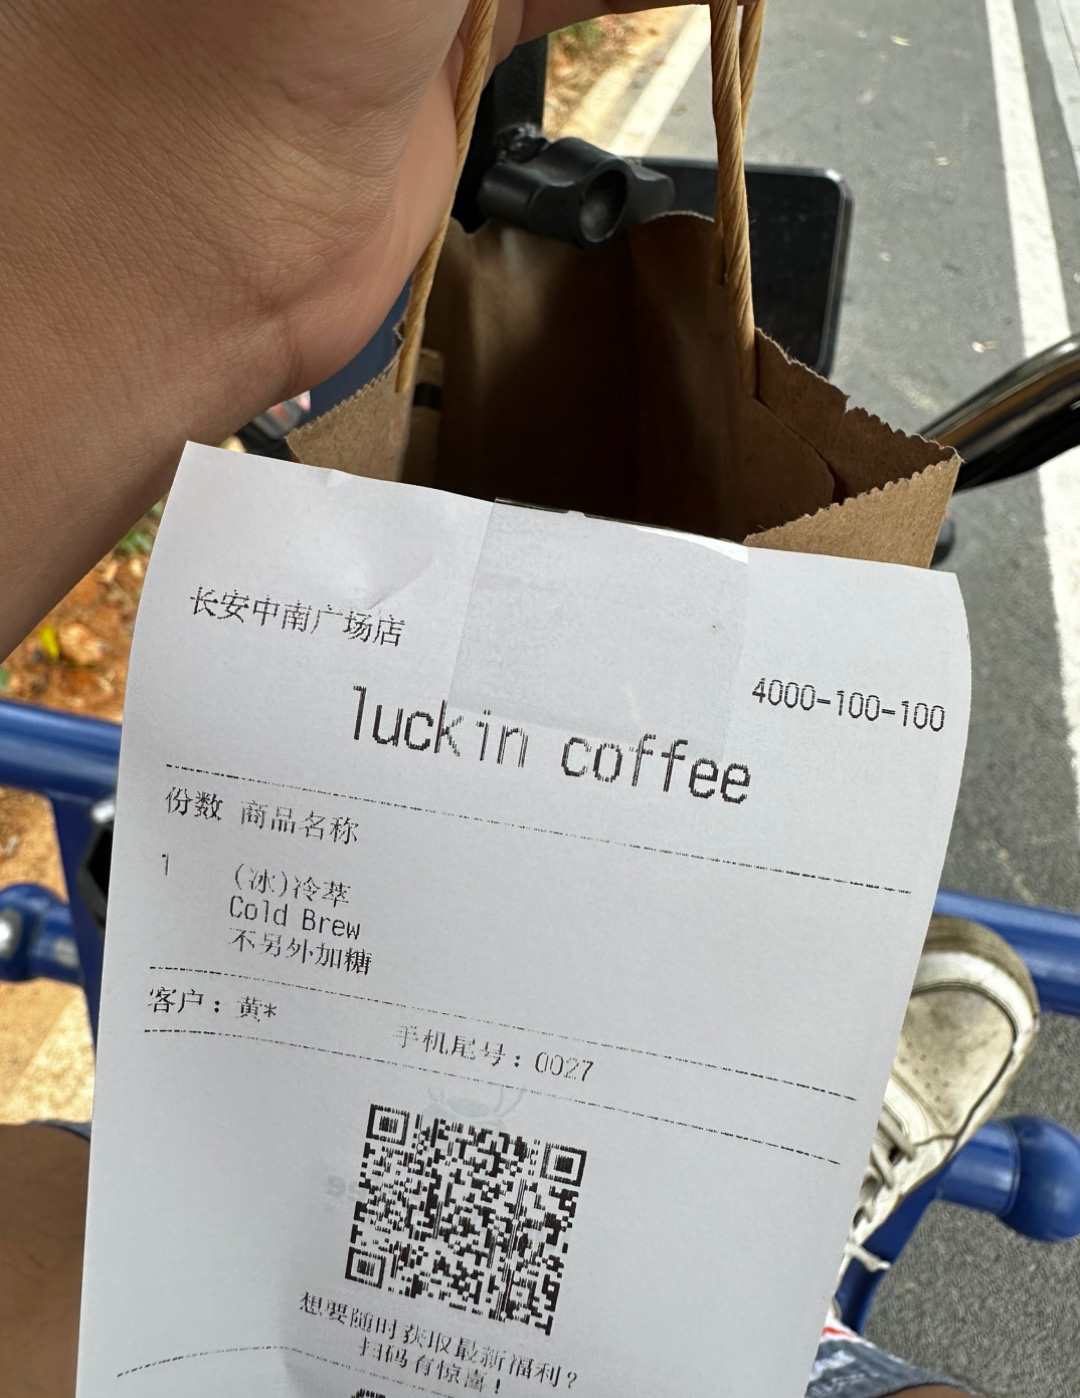 长安中南广场店
4000-100-100
luckin coffee
份数 商品名称
1 (冰)冷萃
Cold Brew
不另外加糖
客户：黄*
手机尾号：0027
想要随时获取最新福利?
扫码有惊喜!